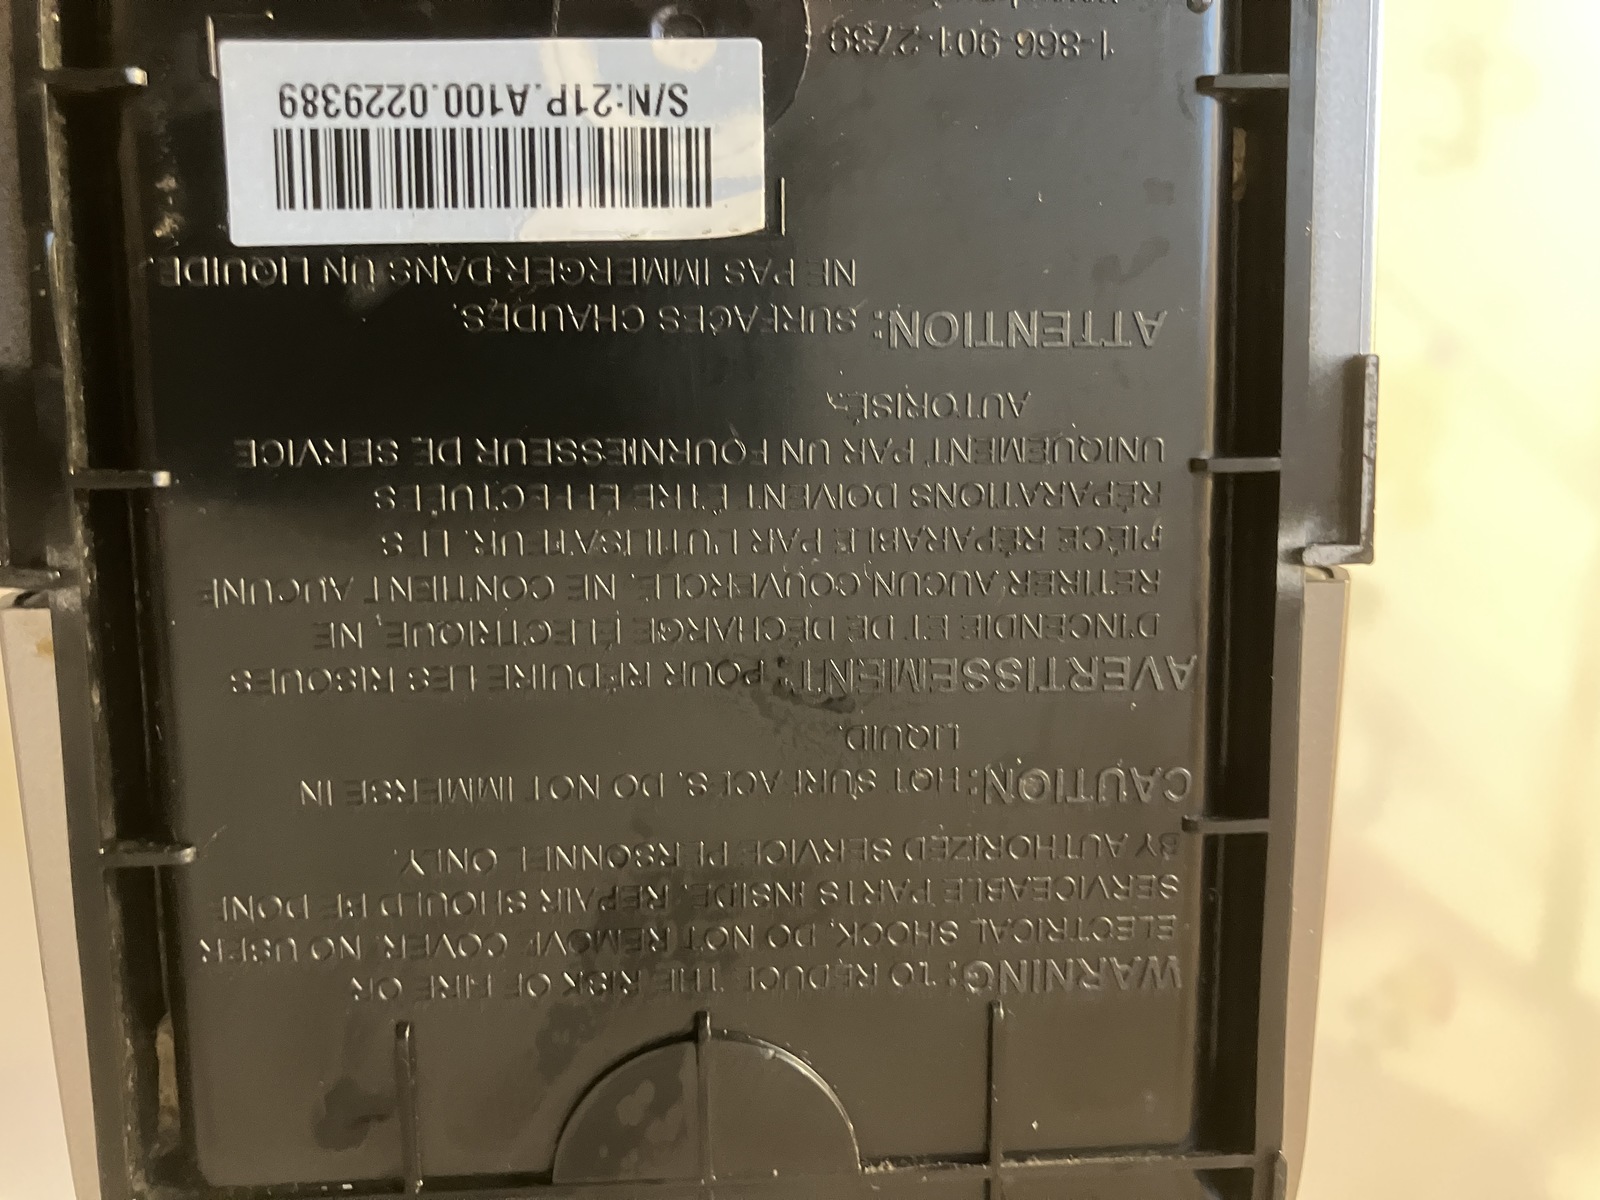 WARNING: TO REDUCE THE RISK OF FIRE OR
ELECTRICAL SHOCK, DO NOT REMOVE COVER. NO USER
SERVICEABLE PARTS INSIDE. REPAIR SHOULD BE DONE
BY AUTHORIZED SERVICE PERSONNEL ONLY.
CAUTION: HOT SURFACES. DO NOT IMMERSE IN
LIQUID.
AVERTISSEMENT: POUR RÉDUIRE LES RISQUES
D'INCENDIE ET DE DÉCHARGE ÉLECTRIQUE, NE
RETIRER AUCUN COUVERCLE. NE CONTIENT AUCUNE
PIÈCE RÉPARABLE PAR L'UTILISATEUR. LES
RÉPARATIONS DOIVENT ÊTRE EFFECTUÉES
UNIQUEMENT PAR UN FOURNIESSEUR DE SERVICE
AUTORISÉ.
ATTENTION: SURFACES CHAUDES.
NE PAS IMMERGER DANS UN LIQUIDE.
S/N:21P.A100.0229389
1-866-901-2739